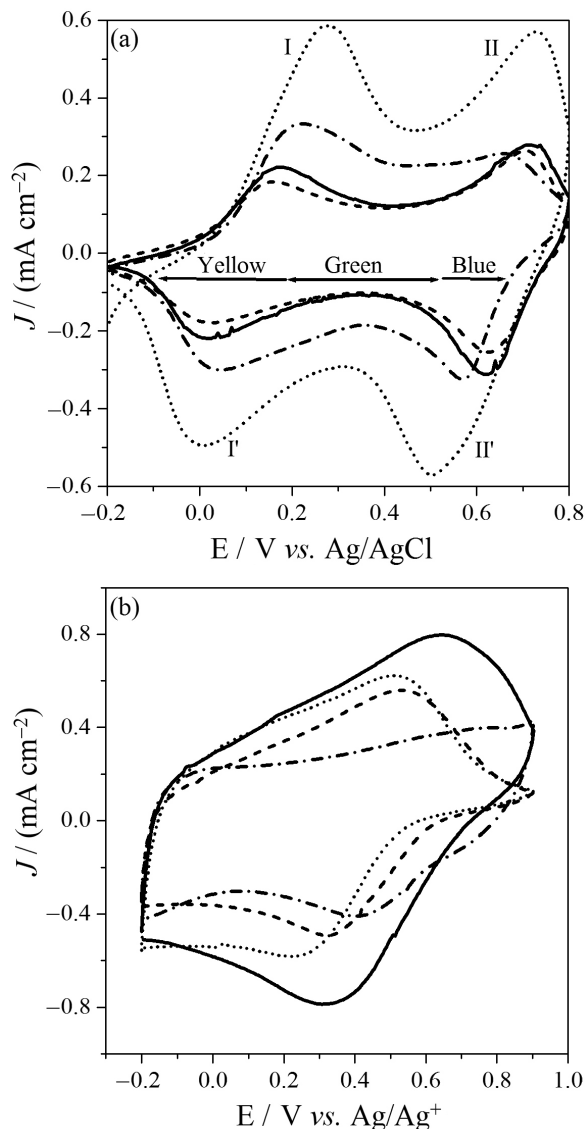 (a)
0.6
0.4
0.2
0.0
–0.2
–0.4
–0.6
J / (mA cm⁻²)
I
II
Yellow
Green
Blue
I'
II'
–0.2
0.0
0.2
0.4
0.6
0.8
E / V vs. Ag/AgCl
(b)
0.8
0.4
0.0
–0.4
–0.8
J / (mA cm⁻²)
–0.2
0.0
0.2
0.4
0.6
0.8
1.0
E / V vs. Ag/Ag⁺